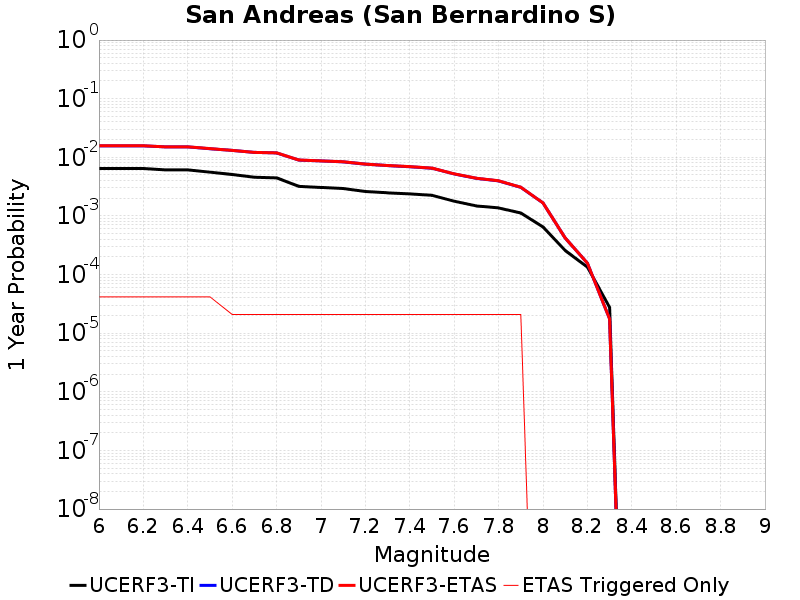 San Andreas (San Bernardino S)
1 Year Probability
10^0
10^-1
10^-2
10^-3
10^-4
10^-5
10^-6
10^-7
10^-8
6 6.2 6.4 6.6 6.8 7 7.2 7.4 7.6 7.8 8 8.2 8.4 8.6 8.8 9
Magnitude
UCERF3-TI UCERF3-TD UCERF3-ETAS ETAS Triggered Only